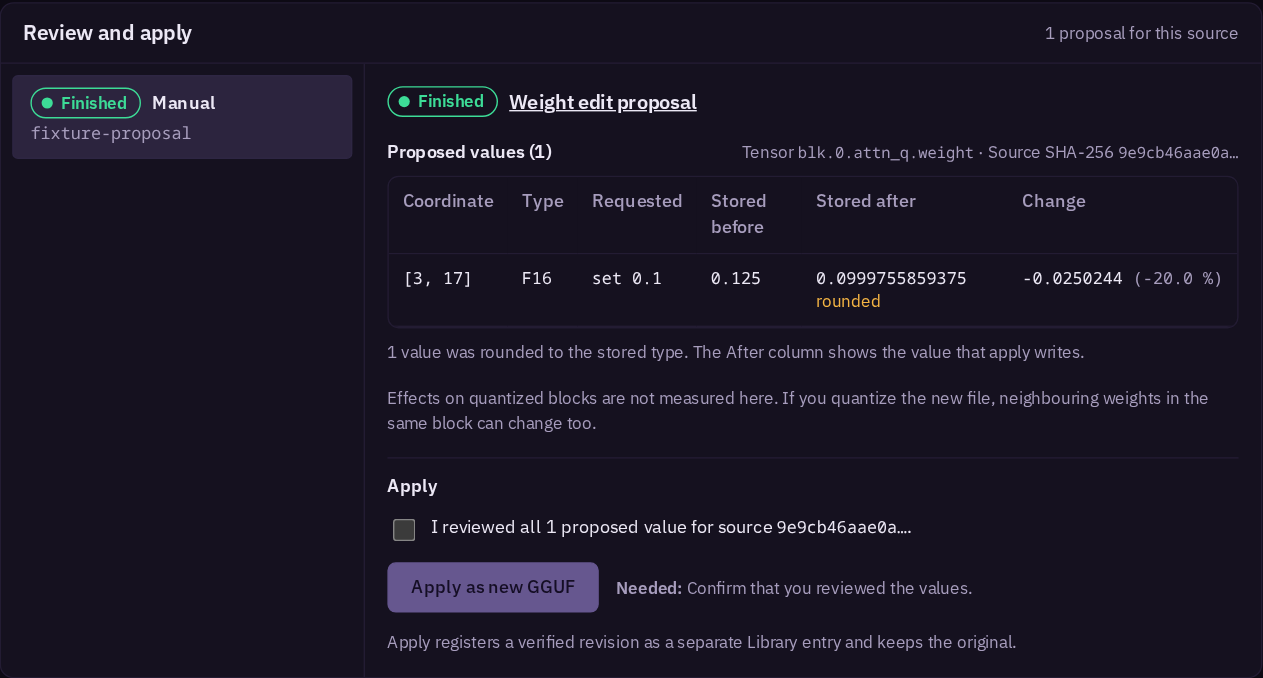 Review and apply
1 proposal for this source
Finished Manual
fixture-proposal
Finished Weight edit proposal
Proposed values (1)
Tensor blk.0.attn_q.weight · Source SHA-256 9e9cb46aae0a…
Coordinate Type Requested Stored before Stored after Change
[3, 17] F16 set 0.1 0.125 0.0999755859375 -0.0250244 (-20.0 %)
rounded
1 value was rounded to the stored type. The After column shows the value that apply writes.
Effects on quantized blocks are not measured here. If you quantize the new file, neighbouring weights in the
same block can change too.
Apply
I reviewed all 1 proposed value for source 9e9cb46aae0a….
Apply as new GGUF
Needed: Confirm that you reviewed the values.
Apply registers a verified revision as a separate Library entry and keeps the original.